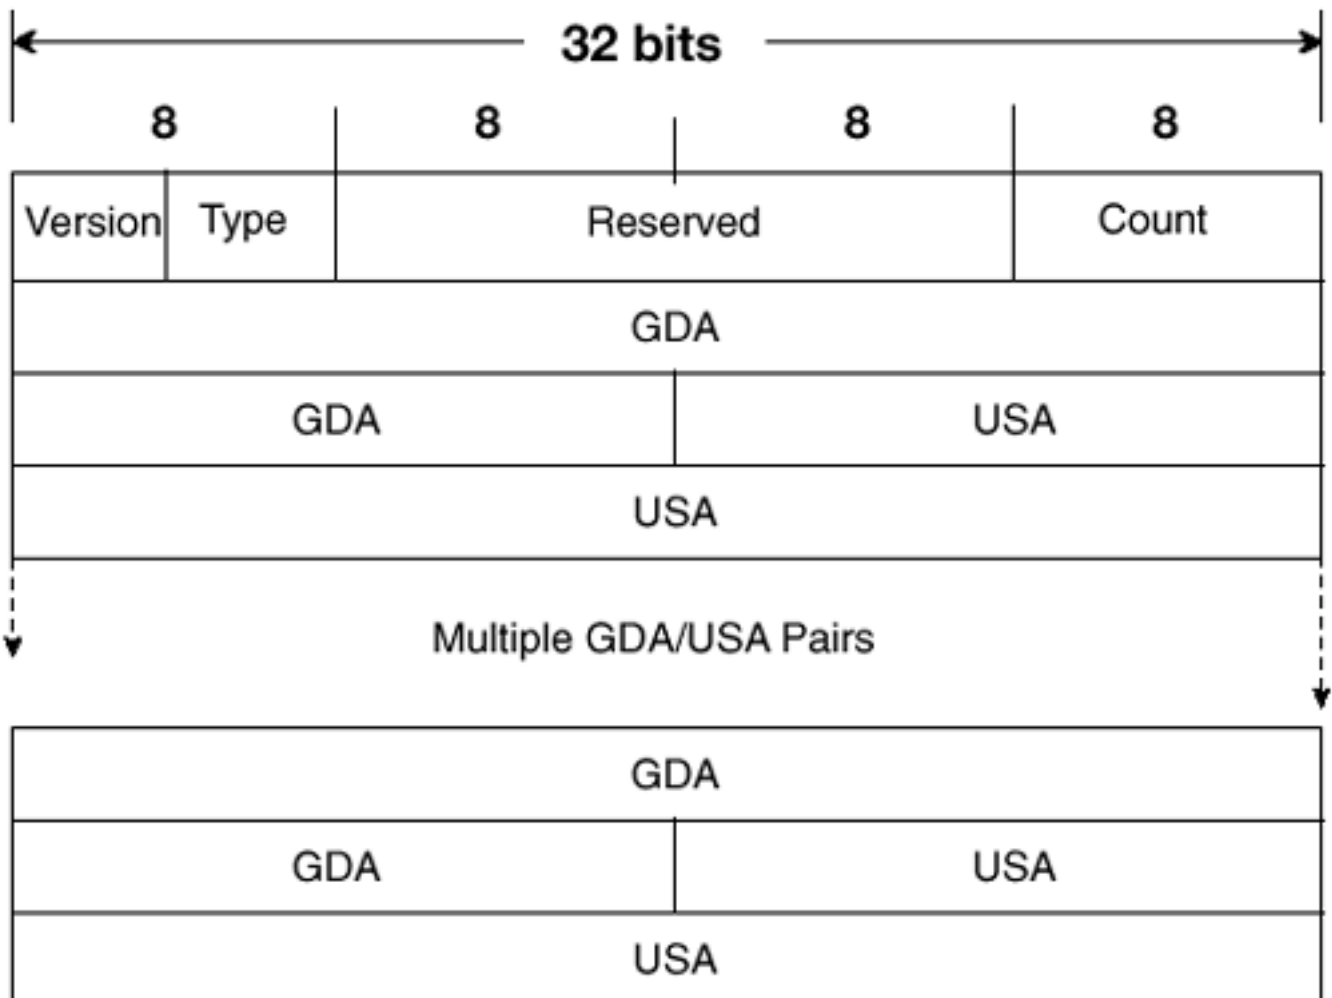 32 bits
8 8 8 8
Version Type Reserved Count
GDA
GDA USA
USA
Multiple GDA/USA Pairs
GDA
GDA USA
USA